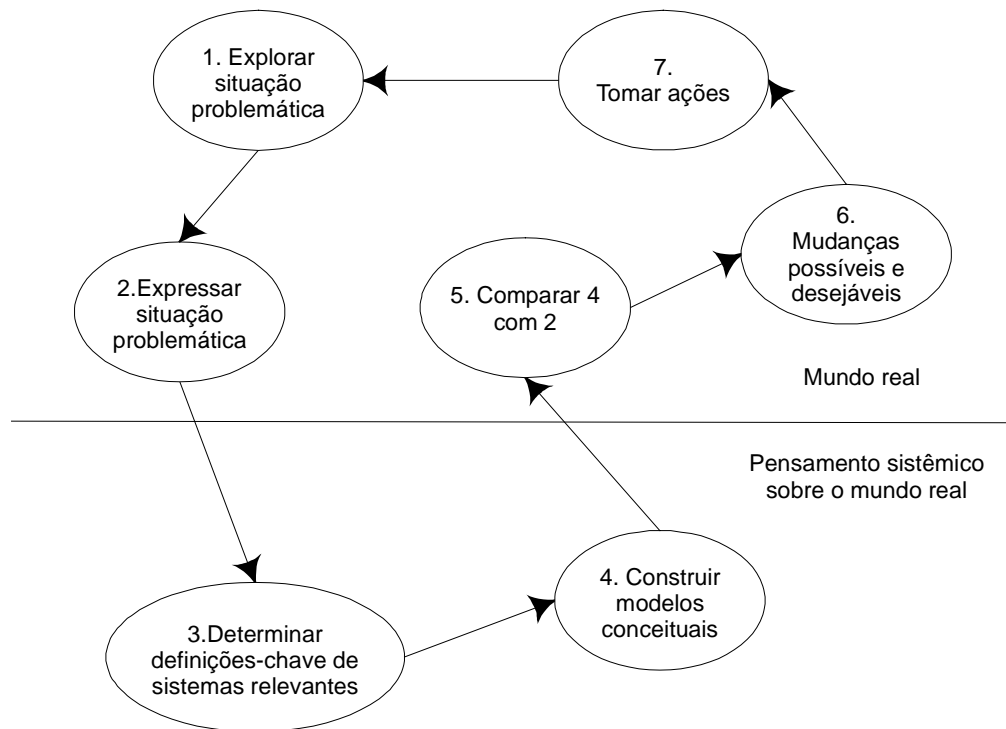 1. Explorar
situação
problemática
7.
Tomar ações
6.
Mudanças
possíveis e
desejáveis
2.Expressar
situação
problemática
5. Comparar 4
com 2
Mundo real
Pensamento sistêmico
sobre o mundo real
4. Construir
modelos
conceituais
3.Determinar
definições-chave de
sistemas relevantes